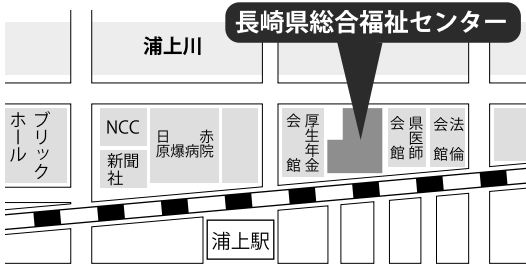 長崎県総合福祉センター
浦上川
ブリック
ホール
NCC
新聞
社
日赤
原爆病院
厚生年金
会館
県医師
会館
法倫
会館
浦上駅